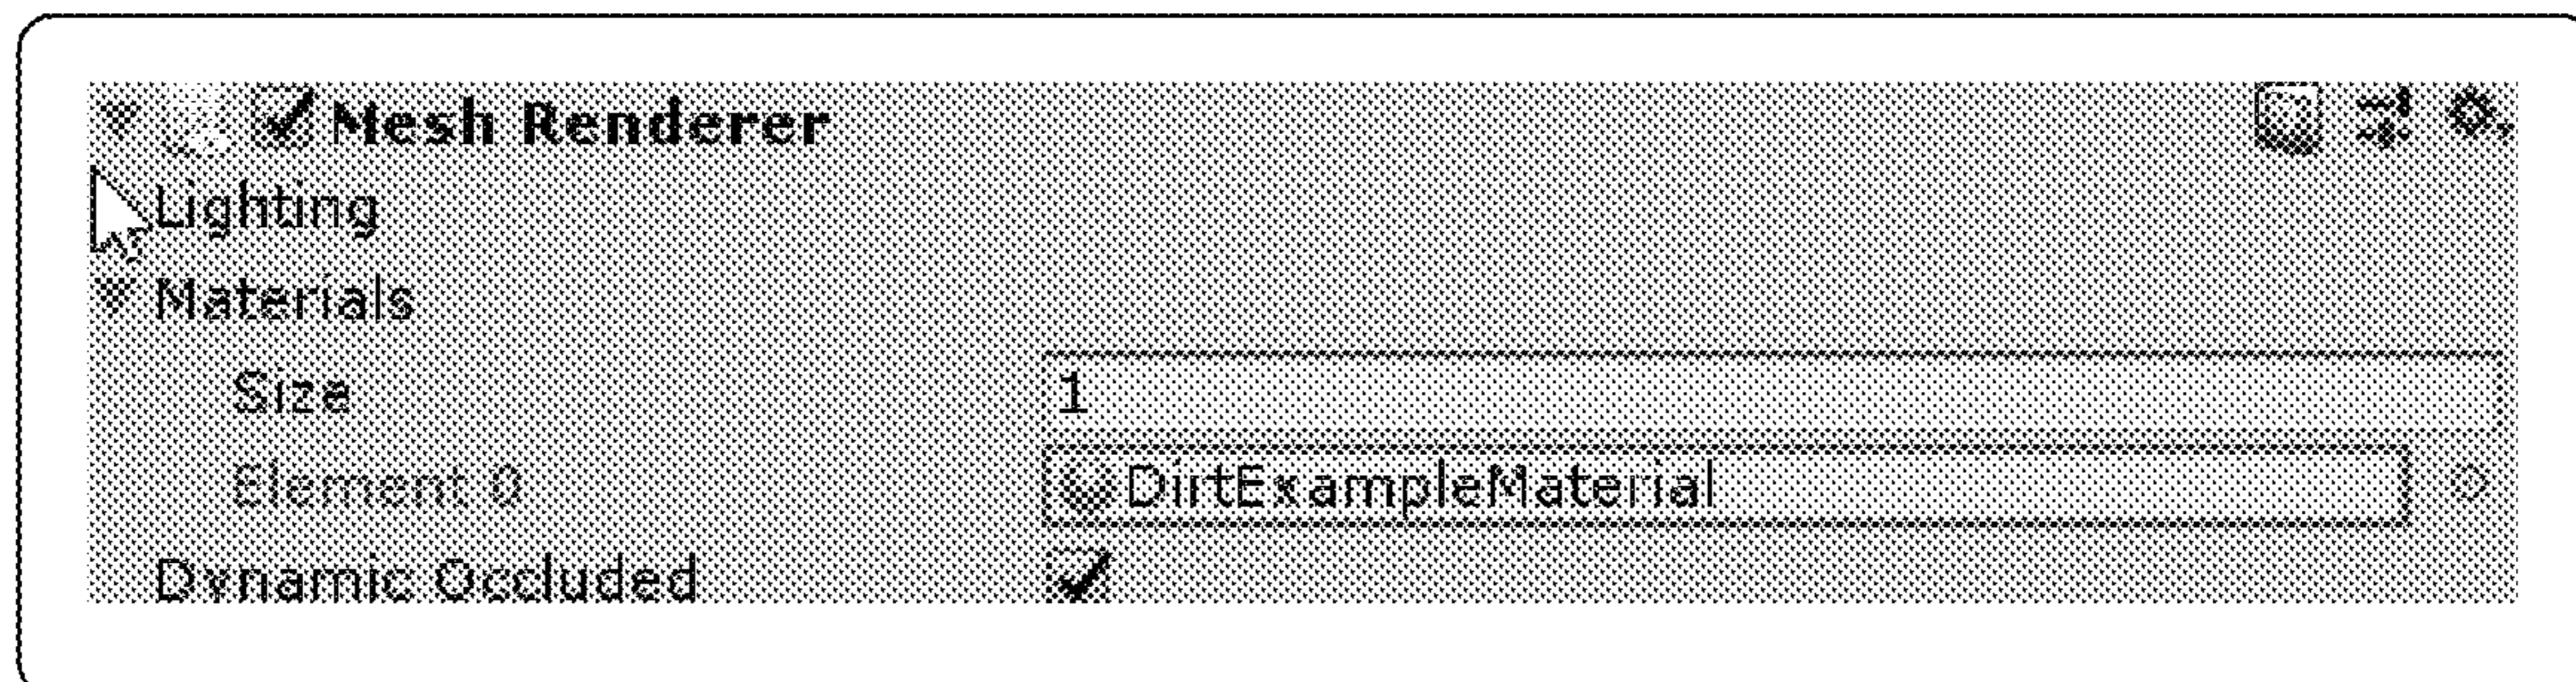 Mesh Renderer
Lighting
Materials
Size 1
Element 0 DirtExampleMaterial
Dynamic Occluded